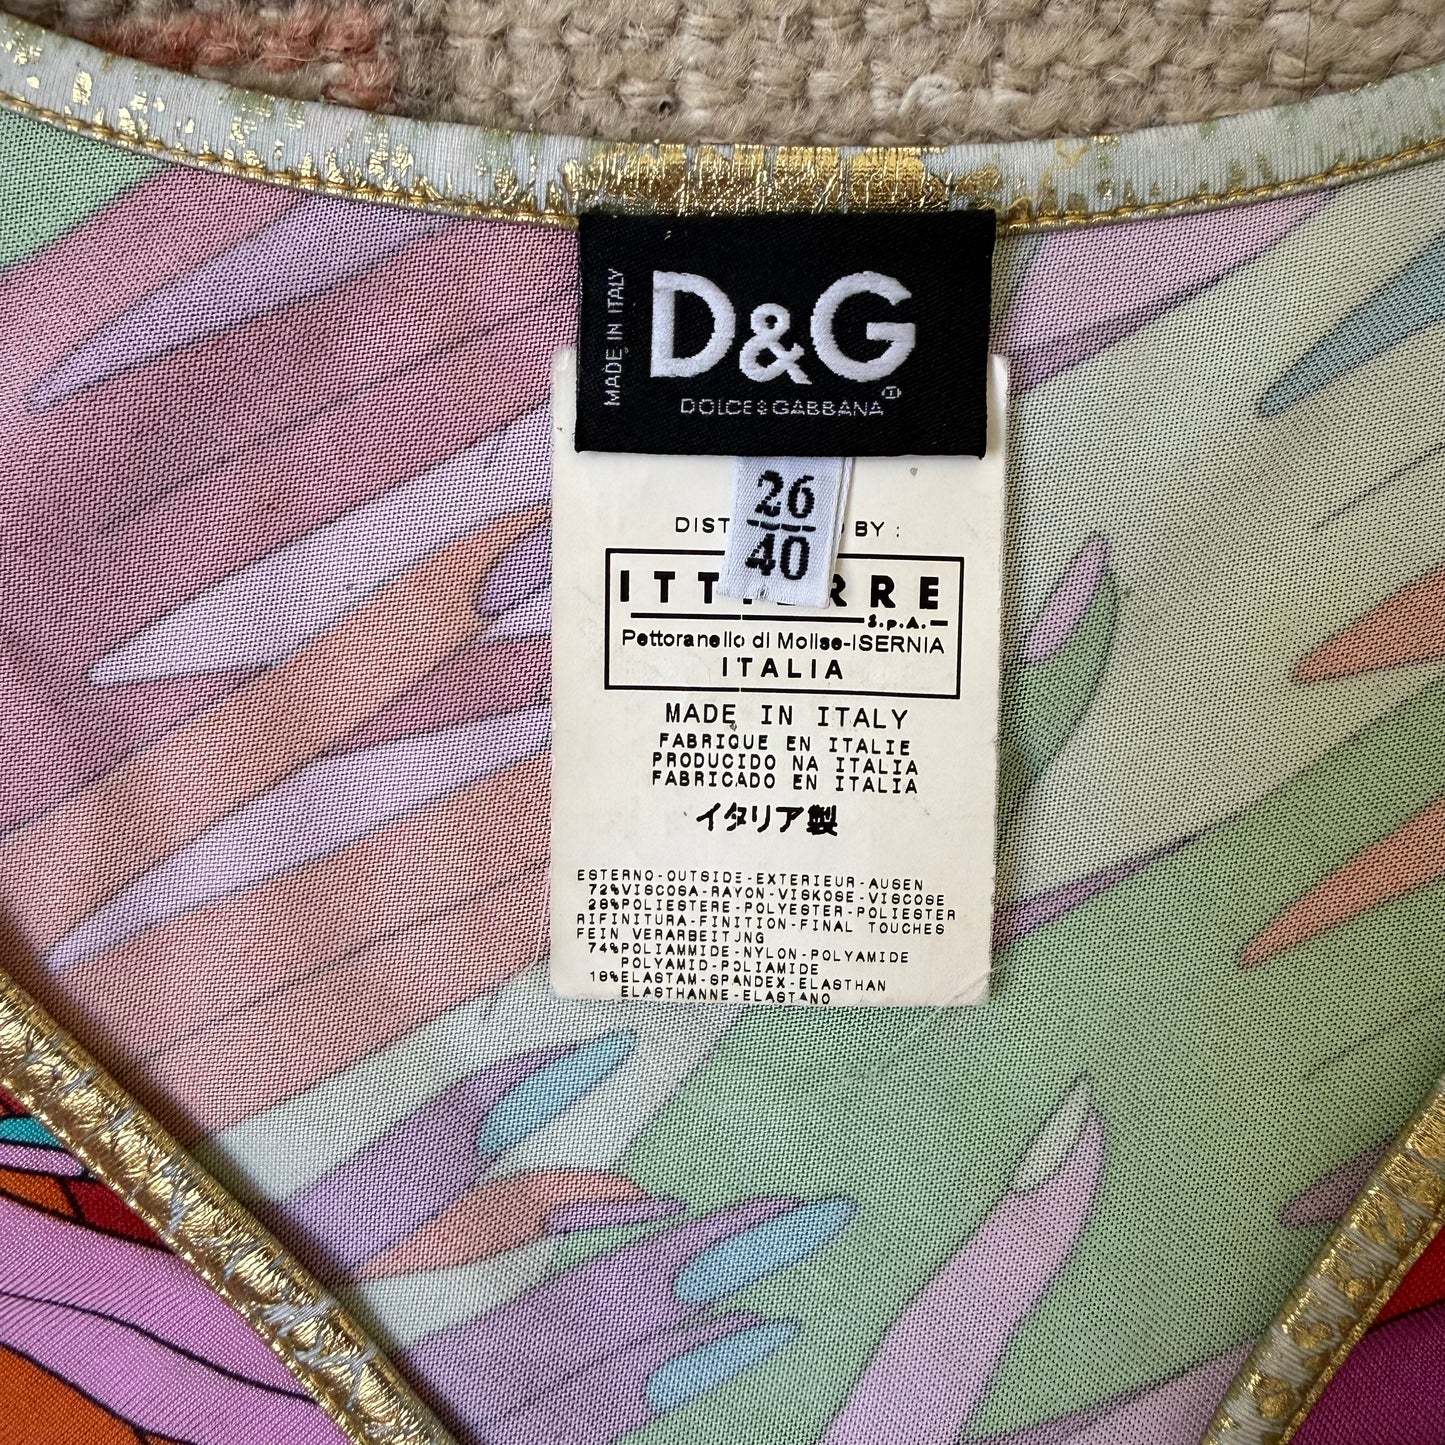 MADE IN ITALY
D&G
DOLCE & GABBANA
26
40
DIST BY :
ITTIERRE
S.p.A.
Pettoranello di Molise-ISERNIA
ITALIA
MADE IN ITALY
FABRIQUE EN ITALIE
PRODUCIDO NA ITALIA
FABRICADO EN ITALIA
イタリア製
ESTERNO-OUTSIDE-EXTERIEUR-AUSEN
72%VISCOSA-RAYON-VISKOSE-VISCOSE
28%POLIESTERE-POLYESTER-POLIESTER
RIFINITURA-FINITION-FINAL TOUCHES
FEIN VERARBEITUNG
74%POLIAMMIDE-NYLON-POLYAMIDE
POLYAMID-POLIAMIDE
18%ELASTAM-SPANDEX-ELASTHAN
ELASTHANNE-ELASTANO